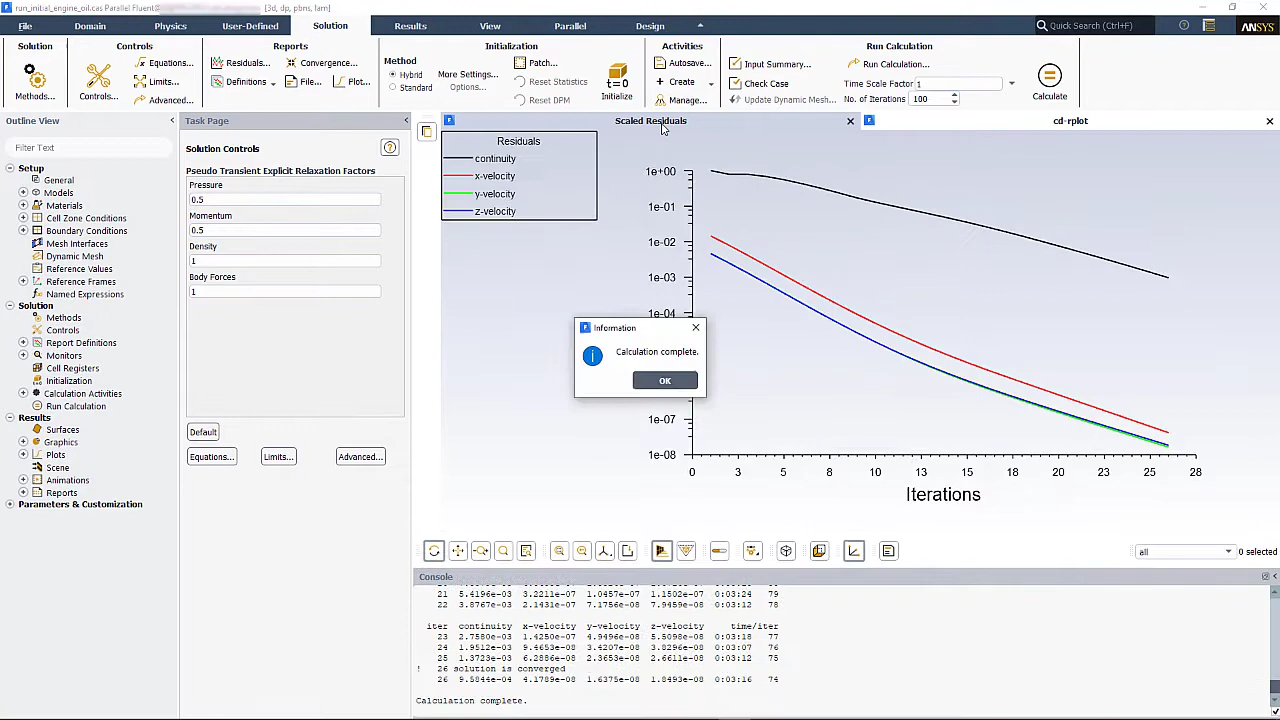 run_initial_engine_oil.cas Parallel Fluent
[3d, dp, pbns, lam]
File Domain Physics User-Defined Solution Results View Parallel Design
Quick Search (Ctrl+F)
ANSYS
Solution
Methods...
Controls
Controls...
Equations...
Limits...
Advanced...
Reports
Residuals...
Definitions
Convergence...
File...
Plot...
Initialization
Method
Hybrid
Standard
More Settings...
Options...
Patch...
Reset Statistics
Reset DPM
t=0
Initialize
Activities
Autosave...
Create
Manage...
Run Calculation
Input Summary...
Check Case
Update Dynamic Mesh...
Run Calculation...
Time Scale Factor 1
No. of Iterations 100
Calculate
Outline View
Filter Text
Setup
General
Models
Materials
Cell Zone Conditions
Boundary Conditions
Mesh Interfaces
Dynamic Mesh
Reference Values
Reference Frames
Named Expressions
Solution
Methods
Controls
Report Definitions
Monitors
Cell Registers
Initialization
Calculation Activities
Run Calculation
Results
Surfaces
Graphics
Plots
Scene
Animations
Reports
Parameters & Customization
Task Page
Solution Controls
Pseudo Transient Explicit Relaxation Factors
Pressure
0.5
Momentum
0.5
Density
1
Body Forces
1
Default
Equations... Limits... Advanced...
Scaled Residuals
cd-rplot
Residuals
continuity
x-velocity
y-velocity
z-velocity
1e+00
1e-01
1e-02
1e-03
1e-04
1e-07
1e-08
0 3 5 8 10 13 15 18 20 23 25 28
Iterations
Information
Calculation complete.
OK
all
0 selected
Console
21 5.4196e-03 3.2211e-07 1.0457e-07 1.1502e-07 0:03:24 79
22 3.8767e-03 2.1431e-07 7.1756e-08 7.9459e-08 0:03:12 78
iter continuity x-velocity y-velocity z-velocity time/iter
23 2.7580e-03 1.4250e-07 4.9496e-08 5.5098e-08 0:03:18 77
24 1.9512e-03 9.4653e-08 3.4207e-08 3.8296e-08 0:03:07 76
25 1.3723e-03 6.2886e-08 2.3653e-08 2.6611e-08 0:03:12 75
! 26 solution is converged
26 9.5844e-04 4.1789e-08 1.6375e-08 1.8493e-08 0:03:16 74
Calculation complete.